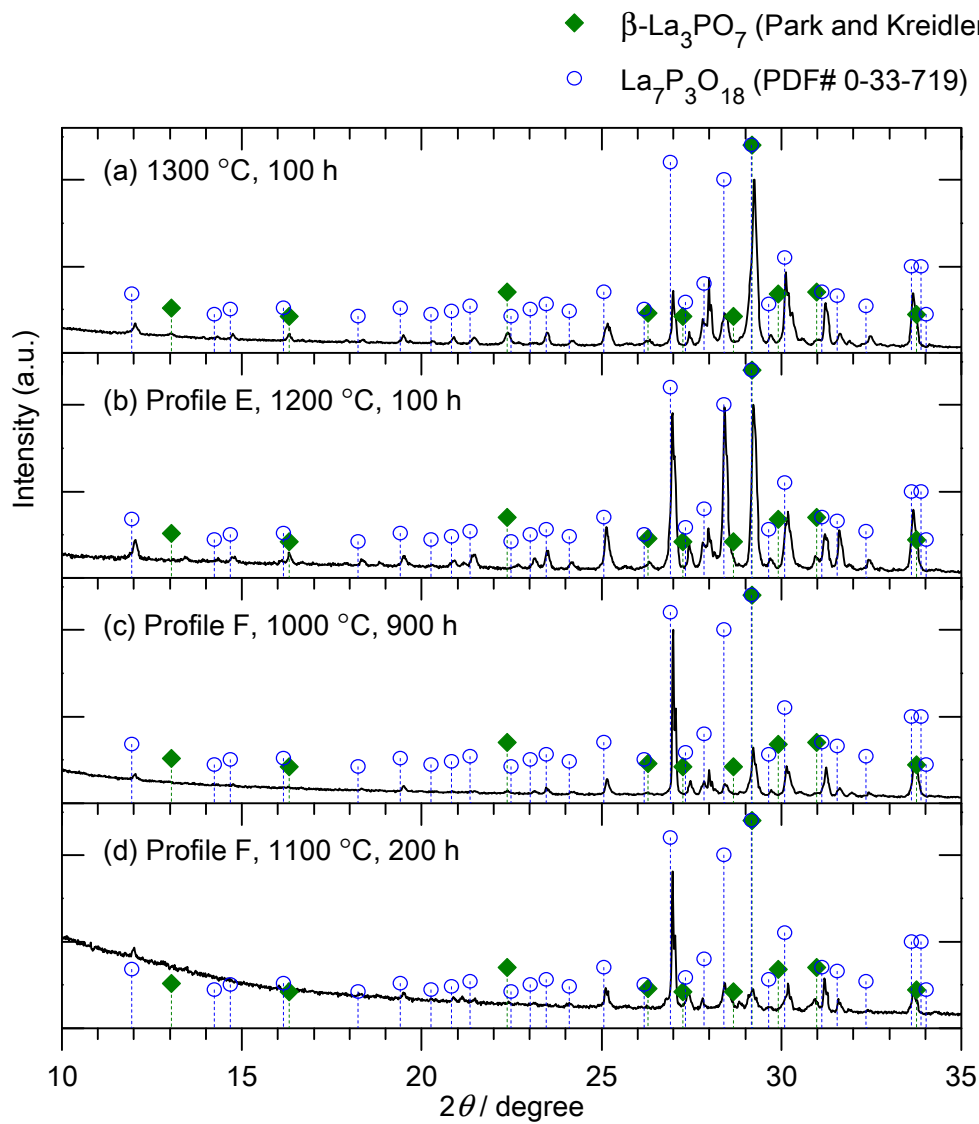 β-La₃PO₇ (Park and Kreidler
La₇P₃O₁₈ (PDF# 0-33-719)
(a) 1300 °C, 100 h
(b) Profile E, 1200 °C, 100 h
(c) Profile F, 1000 °C, 900 h
(d) Profile F, 1100 °C, 200 h
Intensity (a.u.)
10 15 20 25 30 35
2θ / degree